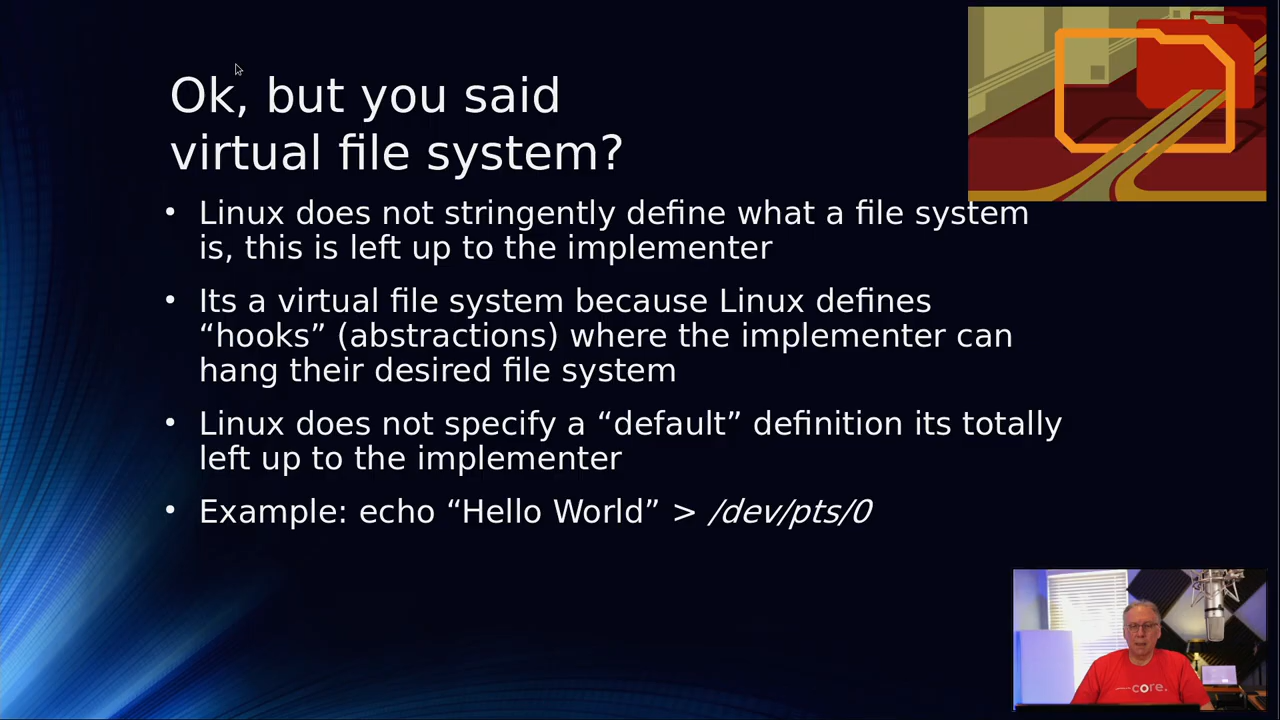 Ok, but you said
virtual file system?
• Linux does not stringently define what a file system
is, this is left up to the implementer
• Its a virtual file system because Linux defines
“hooks” (abstractions) where the implementer can
hang their desired file system
• Linux does not specify a “default” definition its totally
left up to the implementer
• Example: echo “Hello World” > /dev/pts/0
core.